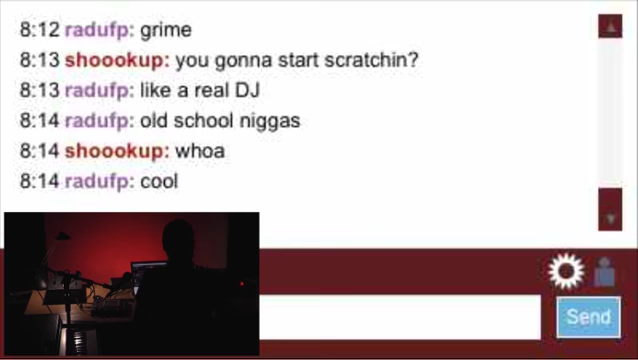 8:12 radufp: grime
8:13 shoookup: you gonna start scratchin?
8:13 radufp: like a real DJ
8:14 radufp: old school niggas
8:14 shoookup: whoa
8:14 radufp: cool
Send